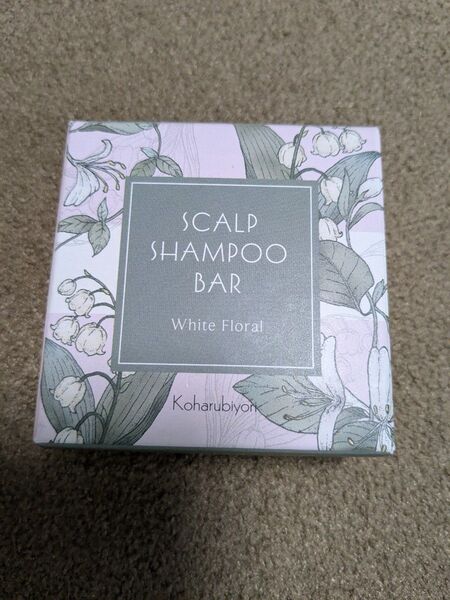 SCALP
SHAMPOO
BAR
White Floral
Koharubiyori